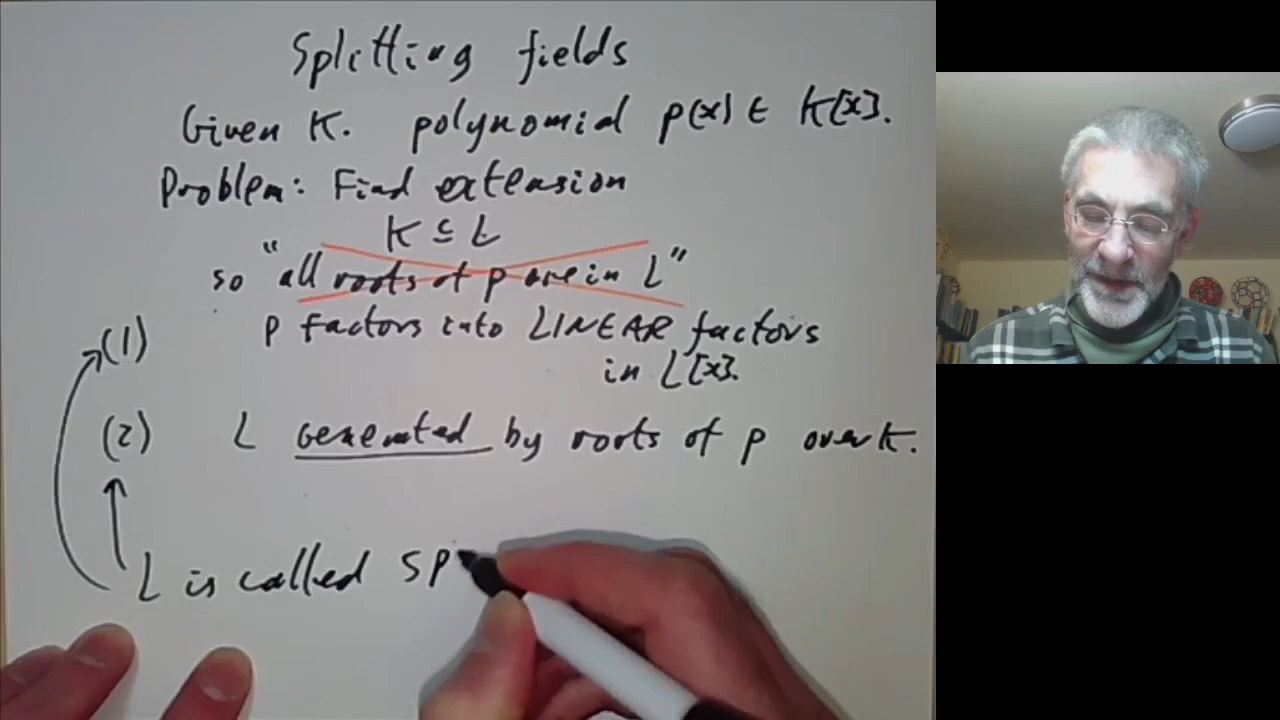 Splitting fields
Given K. polynomial p(x) ∈ K[x].
Problem: Find extension
K ⊆ L
so "all roots of p are in L"
(1) p factors into LINEAR factors
in L[x].
(2) L generated by roots of p over K.
L is called SP